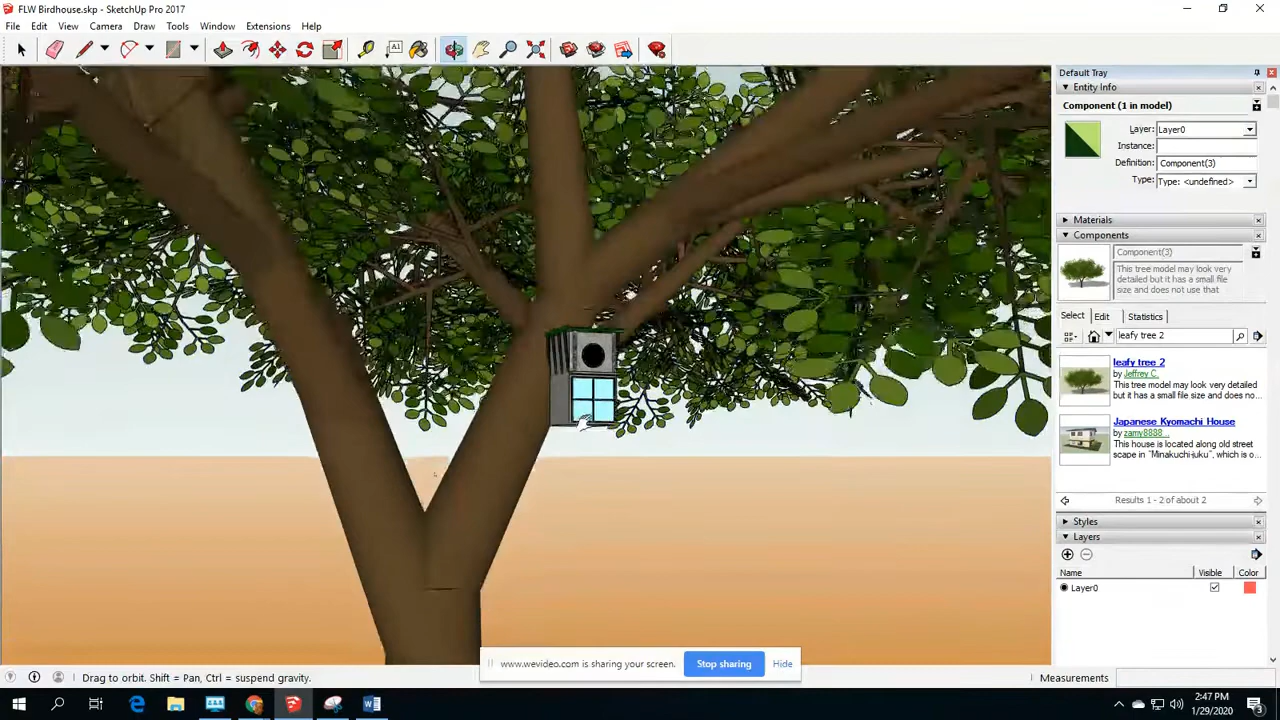 FLW Birdhouse.skp - SketchUp Pro 2017
File Edit View Camera Draw Tools Window Extensions Help
A1
Default Tray
Entity Info
Component (1 in model)
Layer: Layer0
Instance:
Definition: Component(3)
Type: Type: <undefined>
Materials
Components
Component(3)
This tree model may look very
detailed but it has a small file
size and does not use that
Select Edit Statistics
leafy tree 2
leafy tree 2
by Jeffrey C.
This tree model may look very
detailed but it has a small file size and does no...
Japanese Kyomachi House
by zamy8888...
This house is located along old street
scape in "Minakuchi-juku", which is o...
Results 1 - 2 of about 2
Styles
Layers
Name Visible Color
Layer0
www.wevideo.com is sharing your screen. Stop sharing Hide
Drag to orbit. Shift = Pan, Ctrl = suspend gravity.
Measurements
2:47 PM
1/29/2020
3